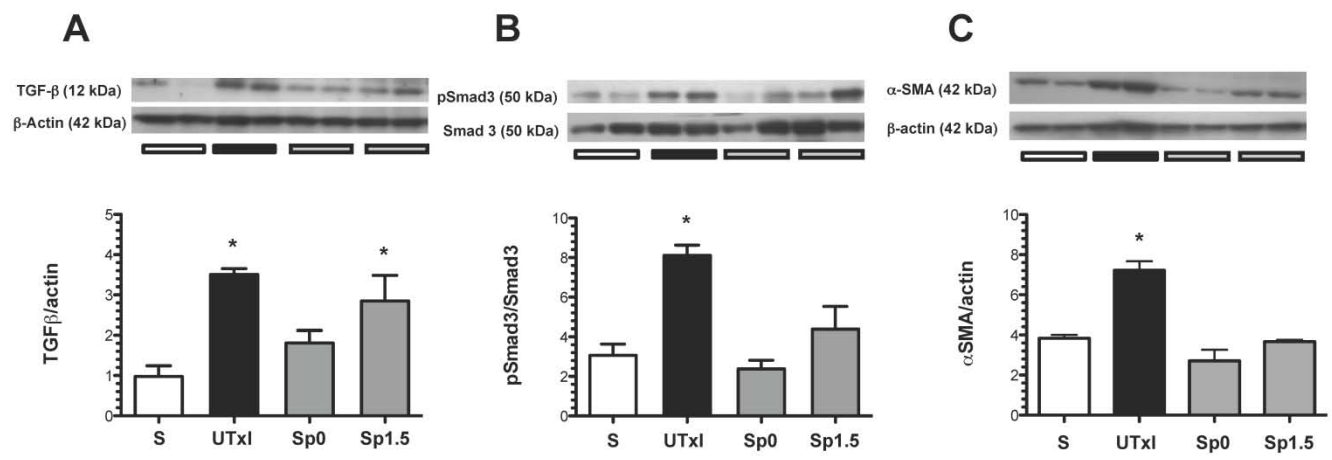 A
TGF-β (12 kDa)
β-Actin (42 kDa)
TGFβ/actin
5
4
3
2
1
0
*
*
S UTxI Sp0 Sp1.5
B
pSmad3 (50 kDa)
Smad 3 (50 kDa)
pSmad3/Smad3
10
8
6
4
2
0
*
S UTxI Sp0 Sp1.5
C
α-SMA (42 kDa)
β-actin (42 kDa)
αSMA/actin
10
8
6
4
2
0
*
S UTxI Sp0 Sp1.5